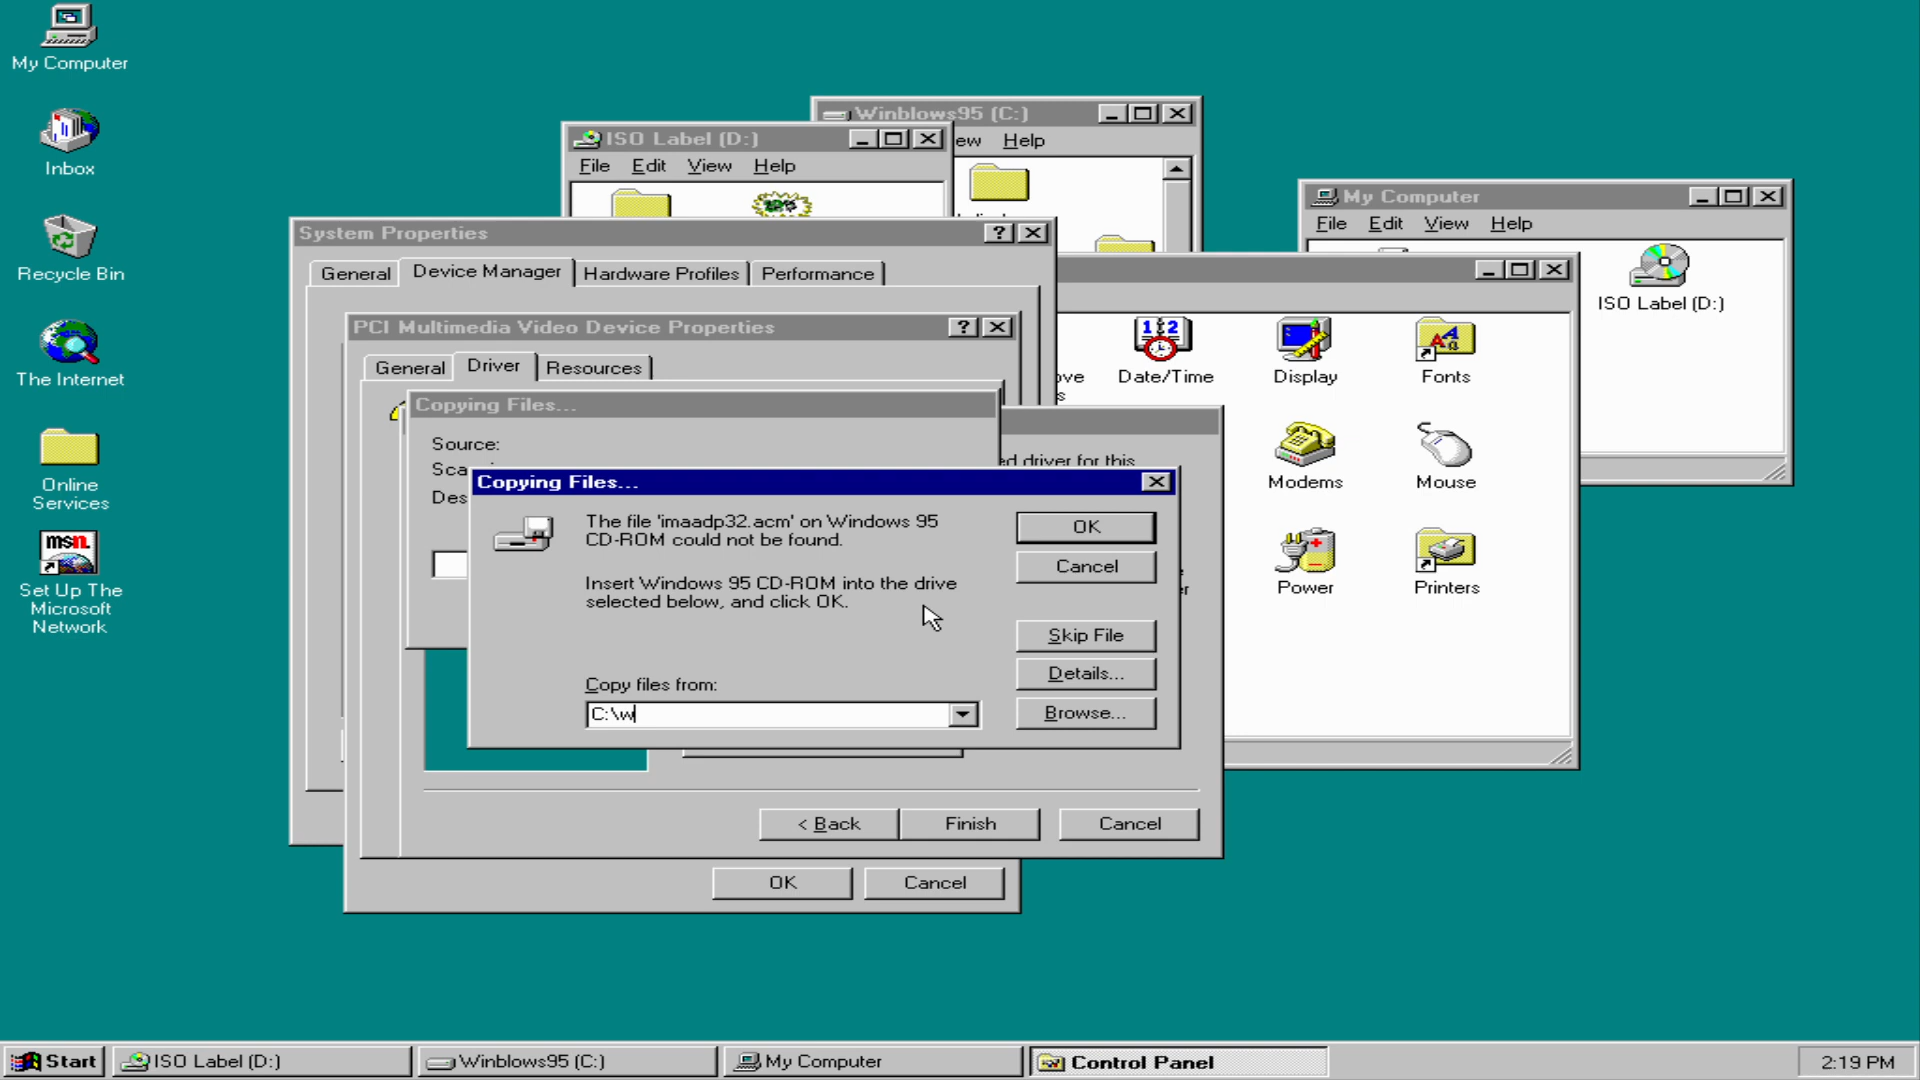 My Computer
Inbox
Recycle Bin
The Internet
Online
Services
msn.
Set Up The
Microsoft
Network
Winblows95 (C:)
ew Help
ISO Label (D:)
File Edit View Help
My Computer
File Edit View Help
ISO Label (D:)
System Properties
General Device Manager Hardware Profiles Performance
PCI Multimedia Video Device Properties
General Driver Resources
Date/Time
Display
Fonts
Modems
Mouse
Power
Printers
Copying Files...
Source:
Sca
Des
ed driver for this
Copying Files...
The file 'imaadp32.acm' on Windows 95
CD-ROM could not be found.
Insert Windows 95 CD-ROM into the drive
selected below, and click OK.
Copy files from:
C:\w
OK
Cancel
Skip File
Details...
Browse...
< Back Finish Cancel
OK Cancel
Start ISO Label (D:) Winblows95 (C:) My Computer Control Panel 2:19 PM